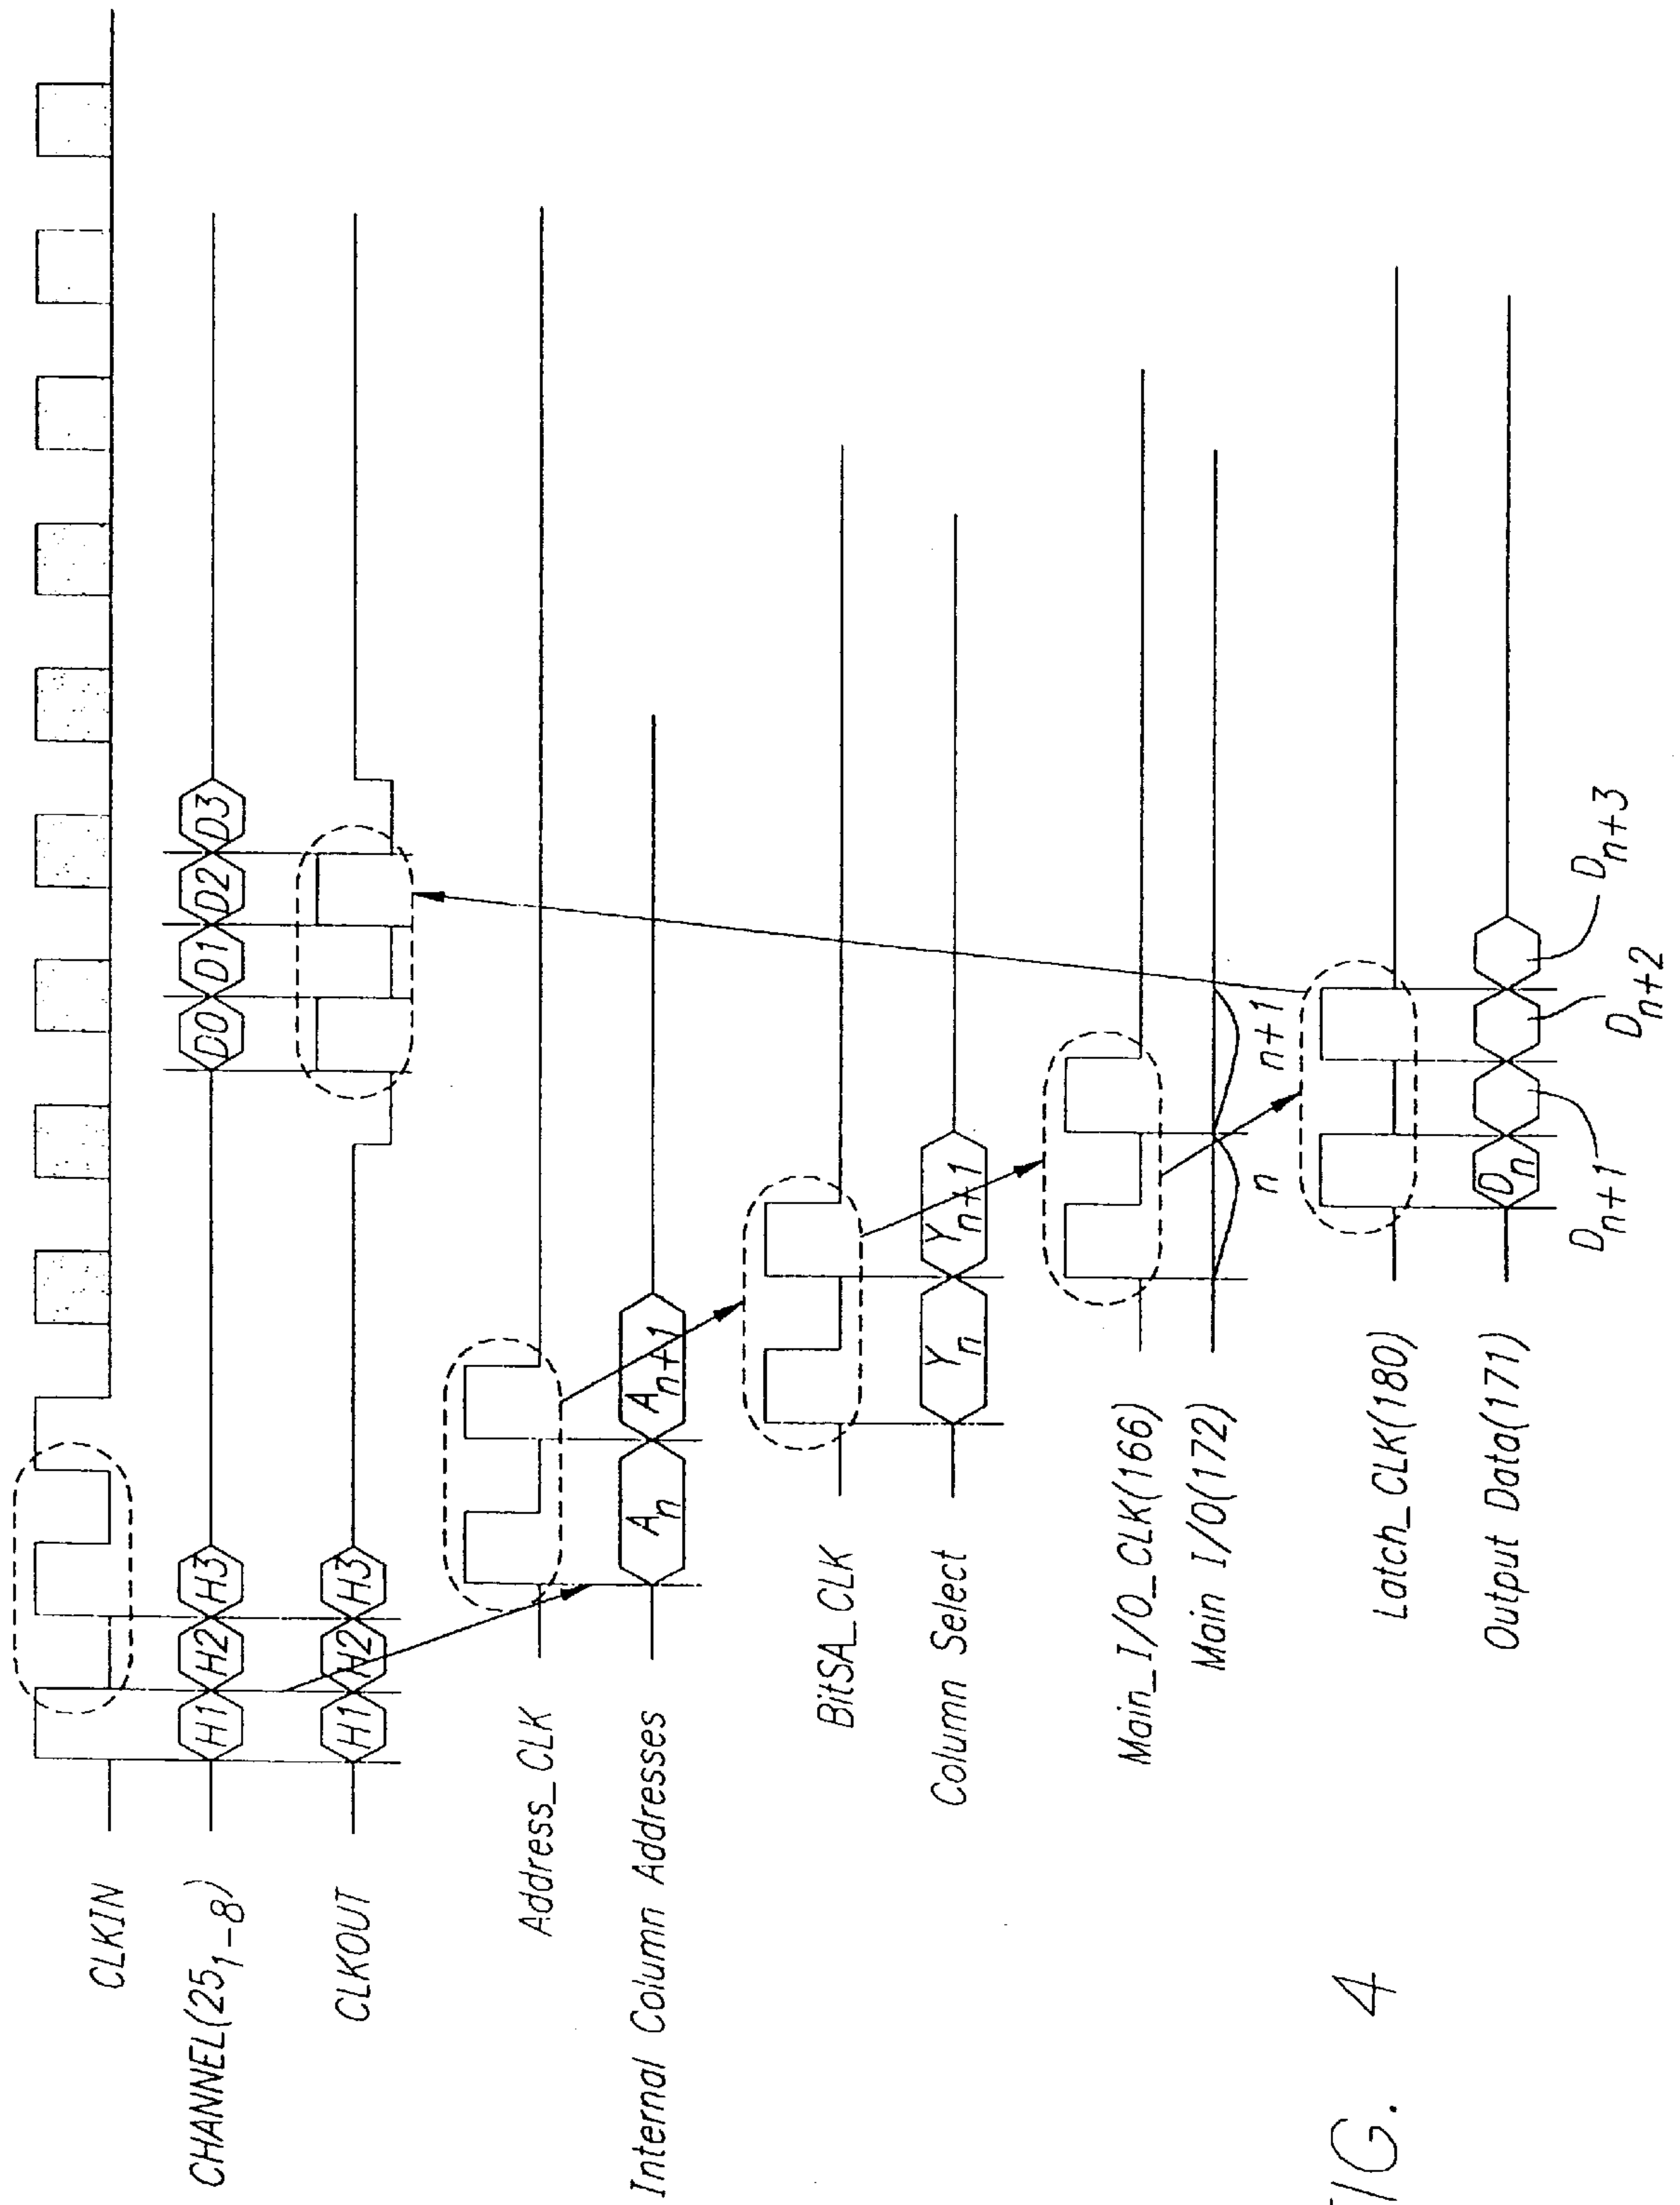 CLKIN
CHANNEL(25₁₋₈) H1 H2 H3 D0 D1 D2 D3
CLKOUT H1 H2 H3
Address_CLK
Internal Column Addresses Aₙ Aₙ₊₁
BitSA_CLK
Column Select Yₙ Yₙ₊₁
Main_I/O_CLK(166)
Main I/O(172) n n+1
Latch_CLK(180)
Output Data(171) Dₙ
Dₙ₊₁ Dₙ₊₂ Dₙ₊₃
FIG. 4